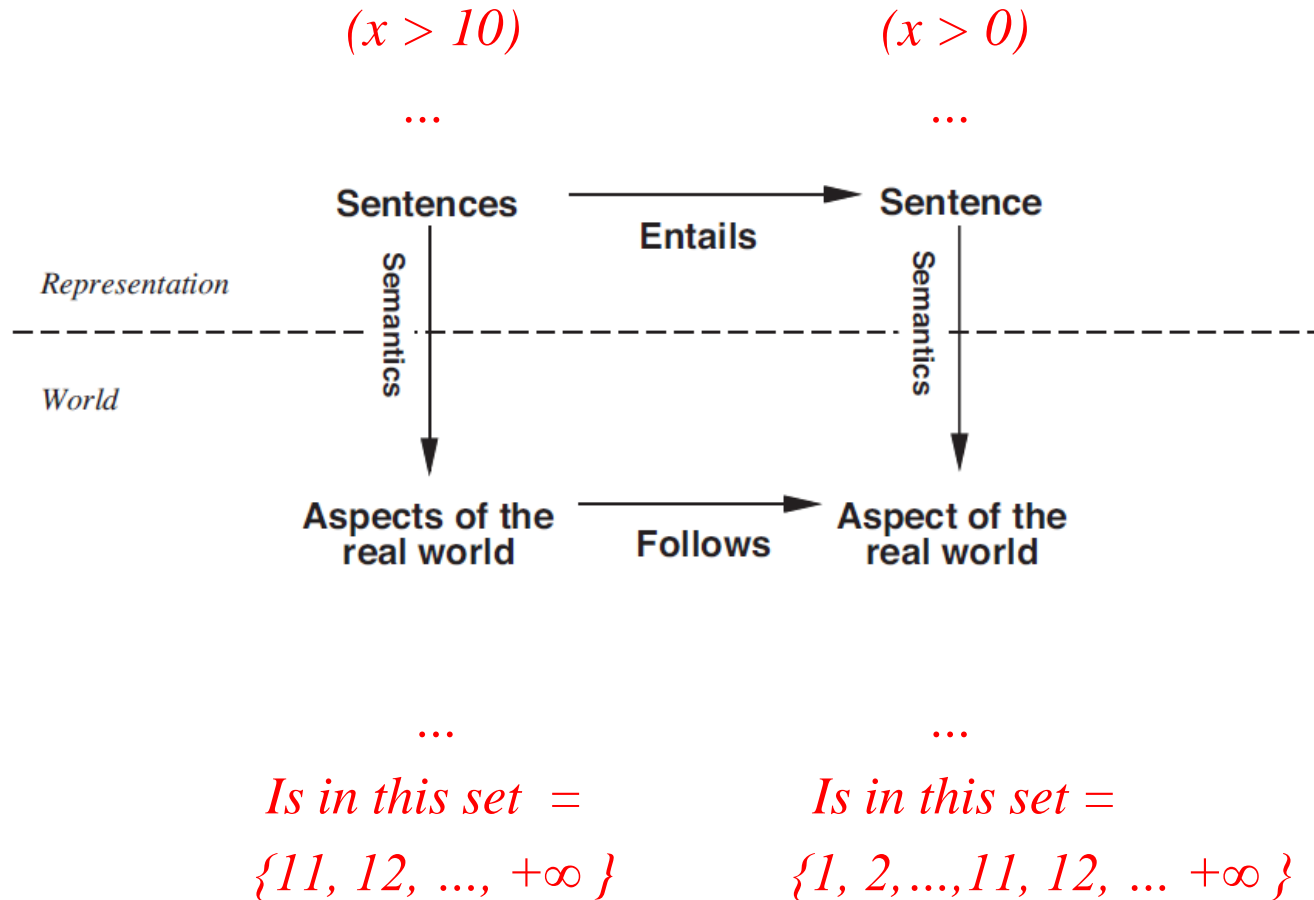 (x > 10) (x > 0)
... ...
Sentences Sentence
Entails
Semantics Semantics
Representation
World
Aspects of the real world Aspect of the real world
Follows
... ...
Is in this set = Is in this set =
{11, 12, ..., +∞ } {1, 2,...,11, 12, ... +∞ }